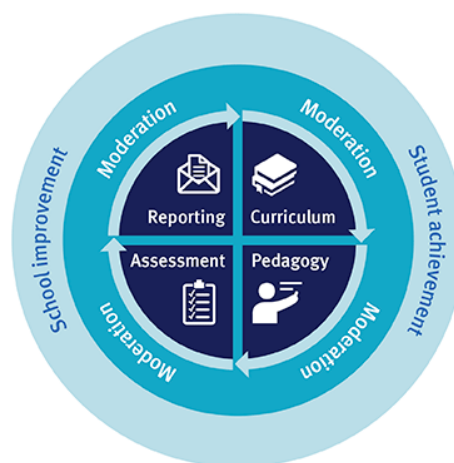 School improvement
Student achievement
Moderation
Moderation
Moderation
Moderation
Reporting
Curriculum
Assessment
Pedagogy